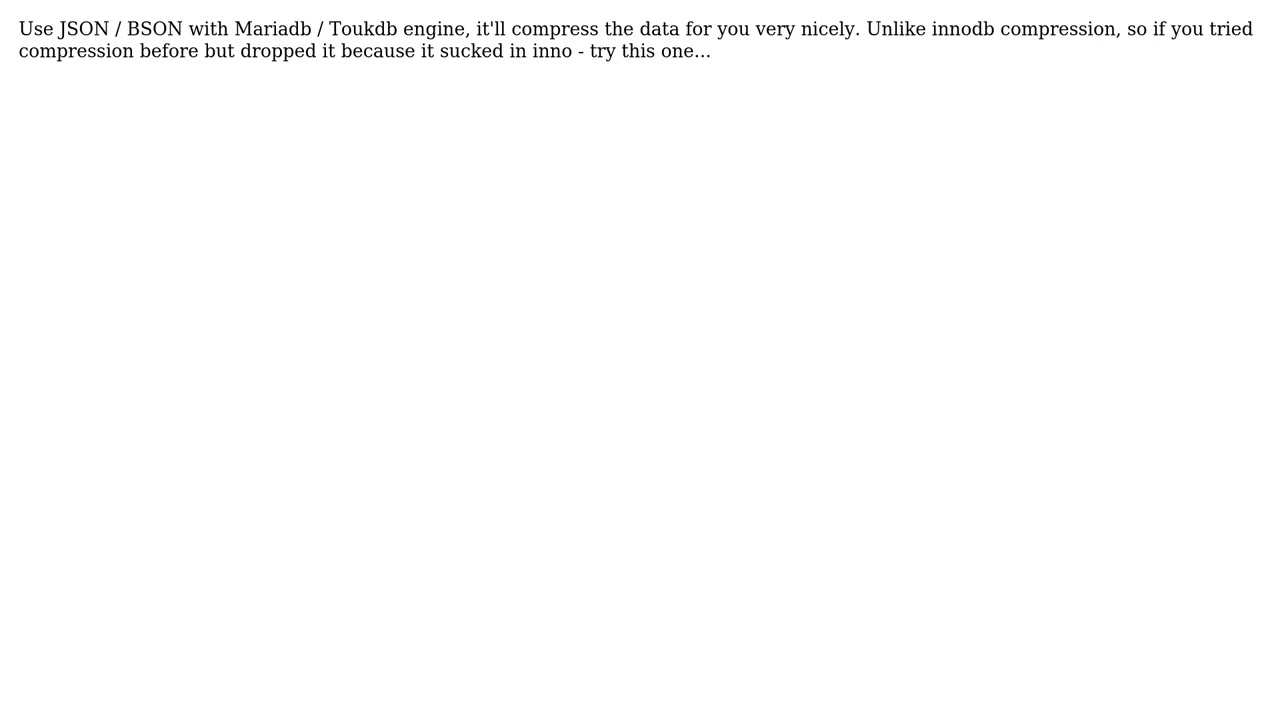 Use JSON / BSON with Mariadb / Toukdb engine, it'll compress the data for you very nicely. Unlike innodb compression, so if you tried
compression before but dropped it because it sucked in inno - try this one...